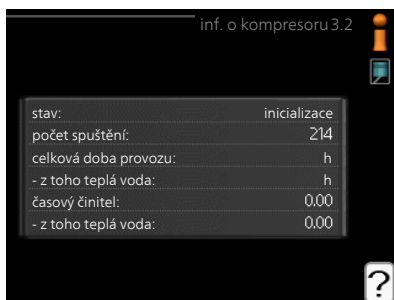 inf. o kompresoru 3.2
stav: inicializace
počet spuštění: 214
celková doba provozu: h
- z toho teplá voda: h
časový činitel: 0.00
- z toho teplá voda: 0.00
?